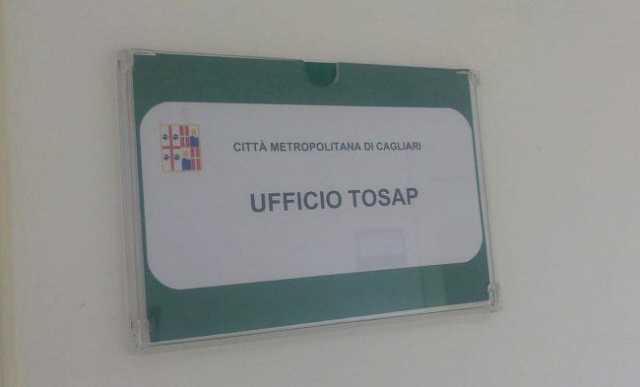 CITTÀ METROPOLITANA DI CAGLIARI
UFFICIO TOSAP